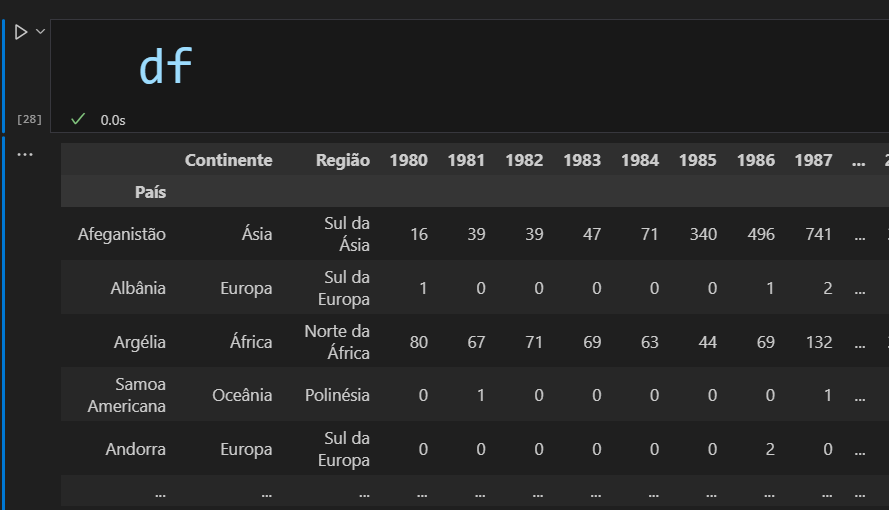 df
[28]
0.0s
...
Continente Região 1980 1981 1982 1983 1984 1985 1986 1987 ...
País
Afeganistão Ásia Sul da Ásia 16 39 39 47 71 340 496 741 ...
Albânia Europa Sul da Europa 1 0 0 0 0 0 1 2 ...
Argélia África Norte da África 80 67 71 69 63 44 69 132 ...
Samoa Americana Oceânia Polinésia 0 1 0 0 0 0 0 1 ...
Andorra Europa Sul da Europa 0 0 0 0 0 0 2 0 ...
... ... ... ... ... ... ... ... ... ... ... ...